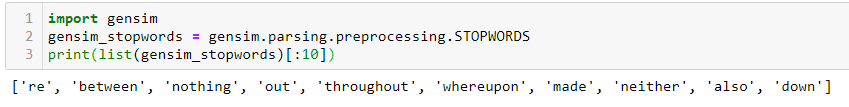 1 import gensim
2 gensim_stopwords = gensim.parsing.preprocessing.STOPWORDS
3 print(list(gensim_stopwords)[:10])
['re', 'between', 'nothing', 'out', 'throughout', 'whereupon', 'made', 'neither', 'also', 'down']